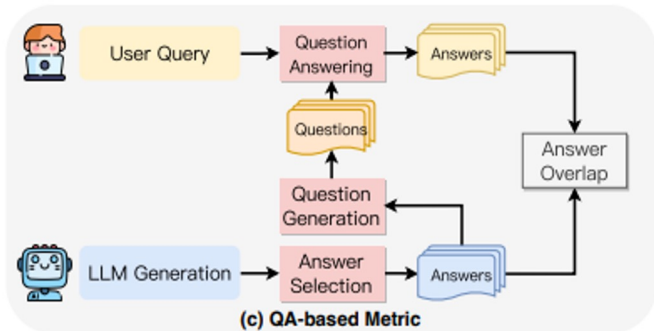 User Query
Question
Answering
Answers
Questions
Answer
Overlap
Question
Generation
LLM Generation
Answer
Selection
Answers
(c) QA-based Metric